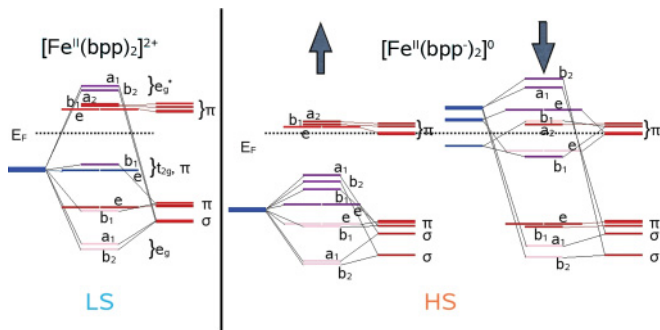 [Fe^II(bpp)2]^2+
a1
b2
}eg*
b1
a2
e
}π
EF
b1
}t2g, π
e
e
π
b1
σ
a1
}eg
b2
LS
[Fe^II(bpp⁻)2]^0
a2
b1
e
}π
EF
a1
b2
b1
e
e
π
b1
σ
a1
σ
b2
b2
a1
e
b1
a2
}π
e
b1
e
π
b1
σ
a1
b2
σ
HS